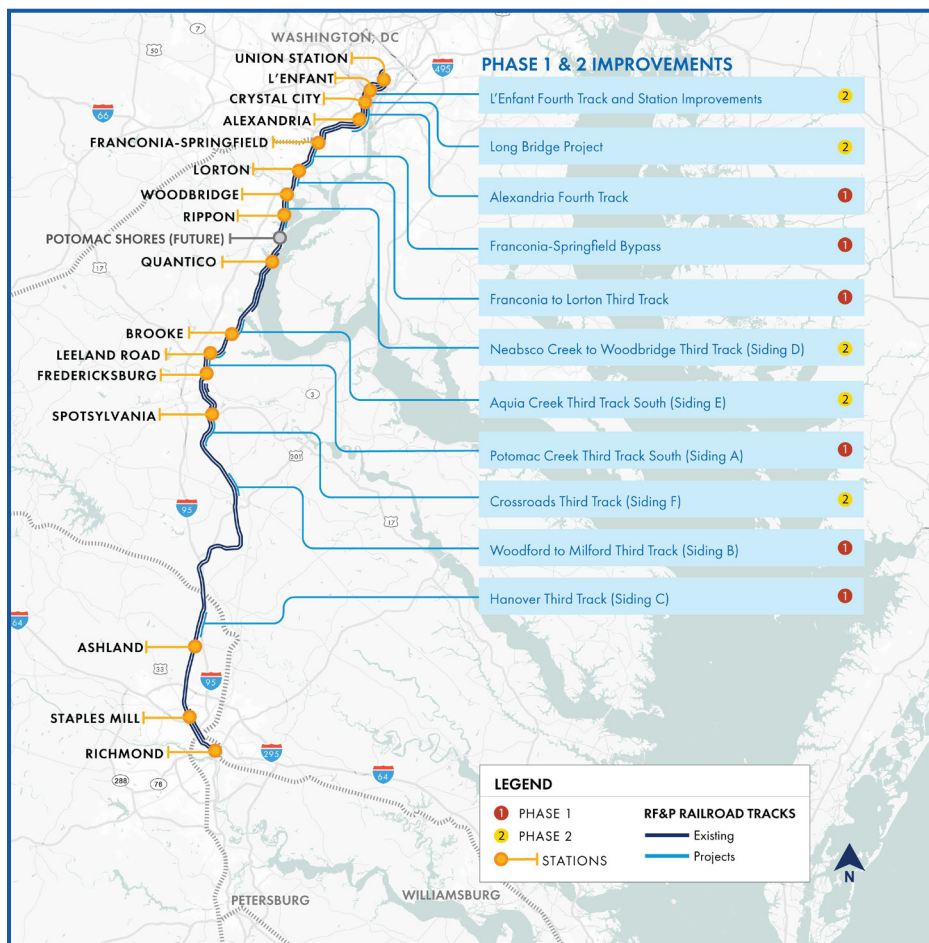 WASHINGTON, DC
7
50
495
66
UNION STATION
L'ENFANT
CRYSTAL CITY
ALEXANDRIA
FRANCONIA-SPRINGFIELD
LORTON
WOODBRIDGE
RIPPON
POTOMAC SHORES (FUTURE)
17
QUANTICO
BROOKE
LEELAND ROAD
FREDERICKSBURG
3
SPOTSYLVANIA
301
95
17
64
ASHLAND
33
95
STAPLES MILL
RICHMOND
295
64
288
76
PETERSBURG
WILLIAMSBURG
PHASE 1 & 2 IMPROVEMENTS
L'Enfant Fourth Track and Station Improvements 2
Long Bridge Project 2
Alexandria Fourth Track 1
Franconia-Springfield Bypass 1
Franconia to Lorton Third Track 1
Neabsco Creek to Woodbridge Third Track (Siding D) 2
Aquia Creek Third Track South (Siding E) 2
Potomac Creek Third Track South (Siding A) 1
Crossroads Third Track (Siding F) 2
Woodford to Milford Third Track (Siding B) 1
Hanover Third Track (Siding C) 1
LEGEND
1 PHASE 1
2 PHASE 2
STATIONS
RF&P RAILROAD TRACKS
Existing
Projects
N